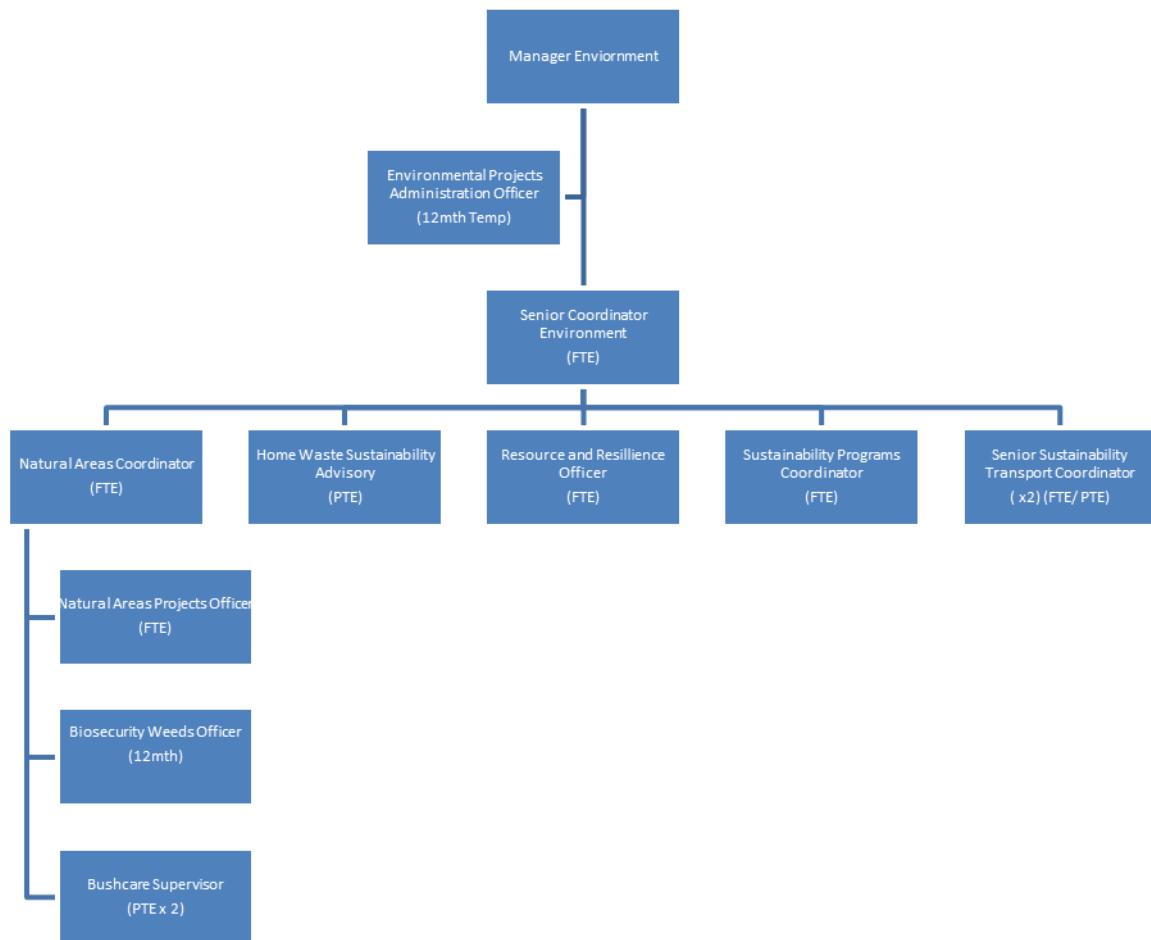 Manager Enviornment
Environmental Projects
Administration Officer
(12mth Temp)
Senior Coordinator
Environment
(FTE)
Natural Areas Coordinator
(FTE)
Home Waste Sustainability
Advisory
(PTE)
Resource and Resillience
Officer
(FTE)
Sustainability Programs
Coordinator
(FTE)
Senior Sustainability
Transport Coordinator
( x2) (FTE/ PTE)
Natural Areas Projects Officer
(FTE)
Biosecurity Weeds Officer
(12mth)
Bushcare Supervisor
(PTE x 2)